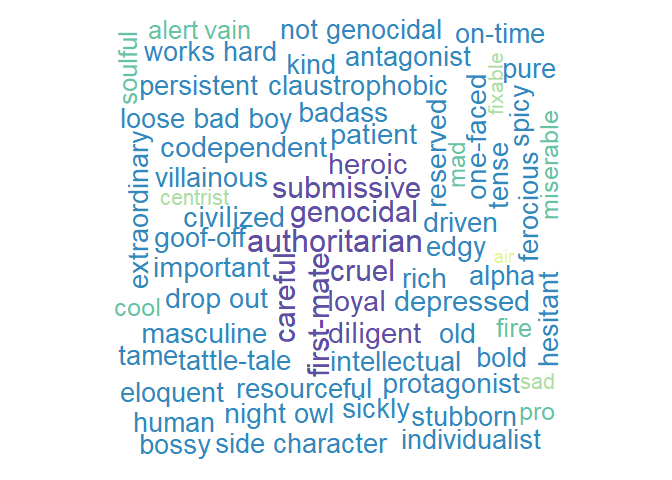 alert vain not genocidal on-time
soulful works hard kind antagonist pure
persistent claustrophobic fixable
loose bad boy badass reserved one-faced spicy
codependent patient mad tense miserable
extraordinary villainous heroic ferocious
centrist submissive
civilized genocidal driven
goof-off authoritarian edgy air
important careful cruel rich alpha
cool drop out first-mate loyal depressed hesitant
masculine diligent old fire
tame tattle-tale intellectual bold
eloquent resourceful protagonist sad
human night owl sickly stubborn pro
bossy side character individualist